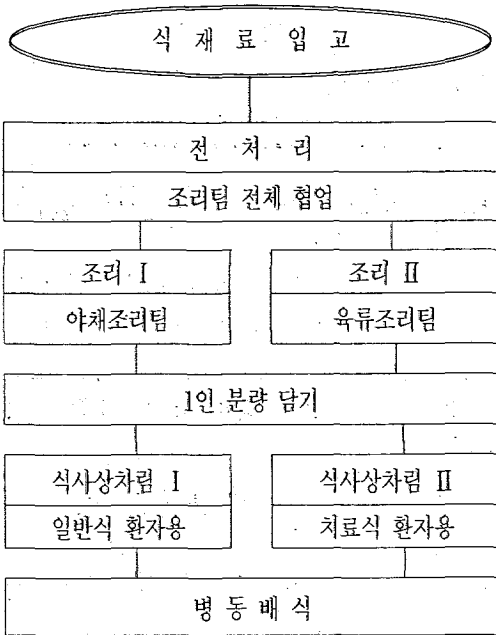 식 재 료 입 고
전 처 리
조리팀 전체 협업
조리 Ⅰ
야채조리팀
조리 Ⅱ
육류조리팀
1인 분량 담기
식사상차림 Ⅰ
일반식 환자용
식사상차림 Ⅱ
치료식 환자용
병 동 배 식